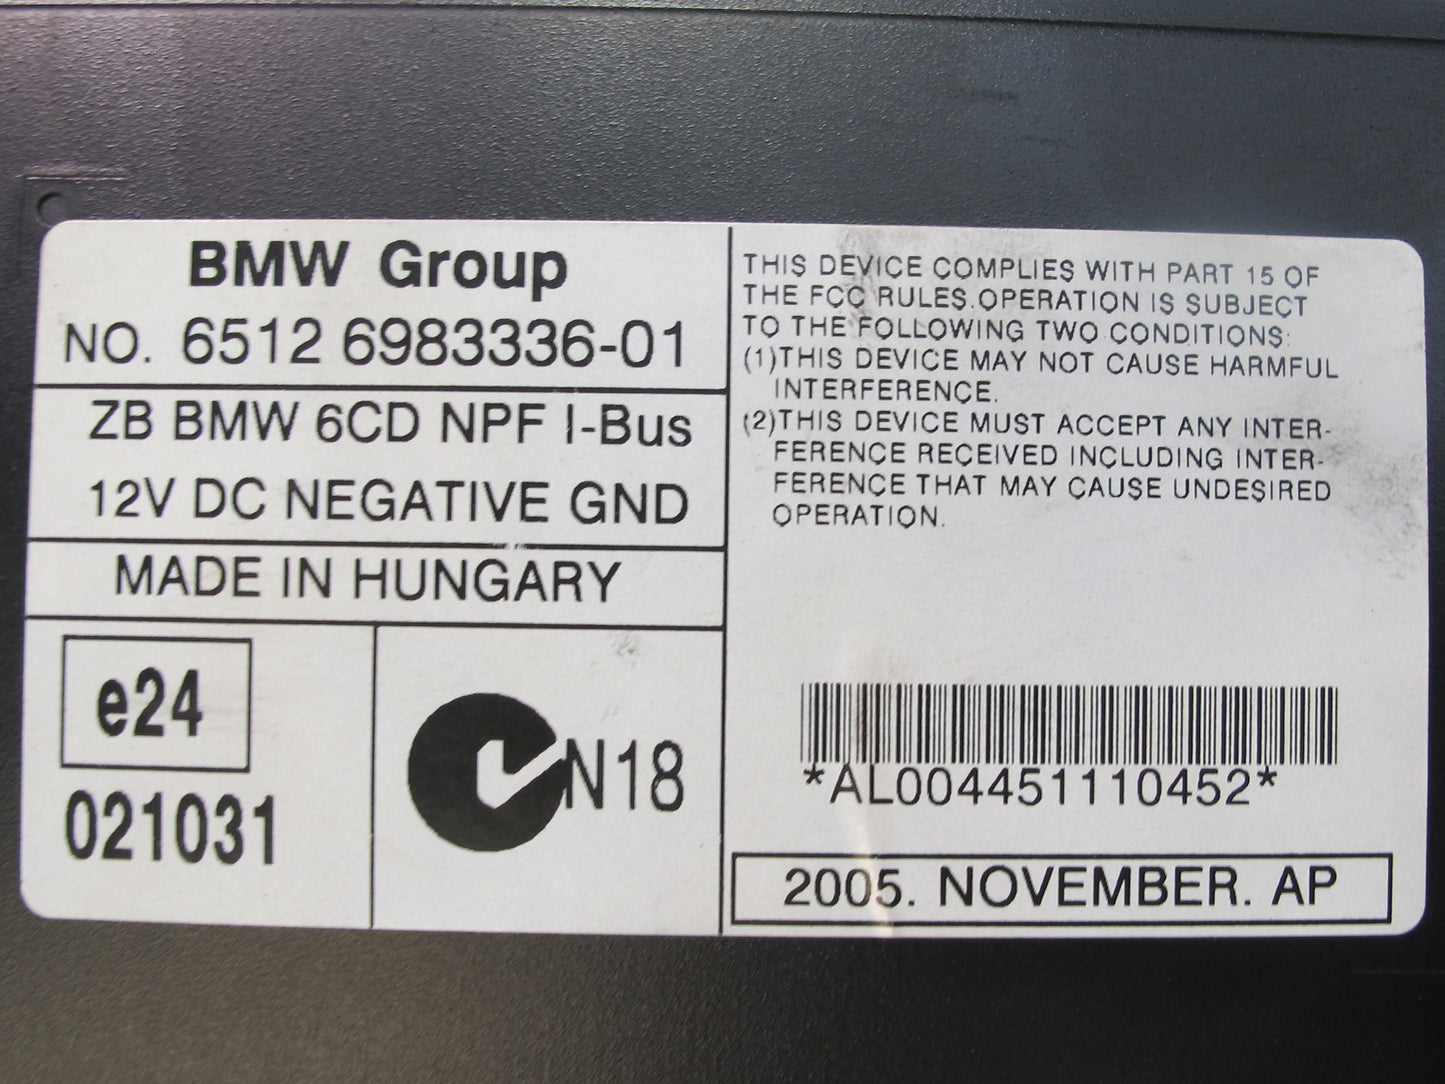 BMW Group
NO. 6512 6983336-01
ZB BMW 6CD NPF I-Bus
12V DC NEGATIVE GND
MADE IN HUNGARY
e24
021031
N18
THIS DEVICE COMPLIES WITH PART 15 OF
THE FCC RULES.OPERATION IS SUBJECT
TO THE FOLLOWING TWO CONDITIONS:
(1)THIS DEVICE MAY NOT CAUSE HARMFUL
INTERFERENCE.
(2)THIS DEVICE MUST ACCEPT ANY INTER-
FERENCE RECEIVED INCLUDING INTER-
FERENCE THAT MAY CAUSE UNDESIRED
OPERATION.
*AL004451110452*
2005. NOVEMBER. AP